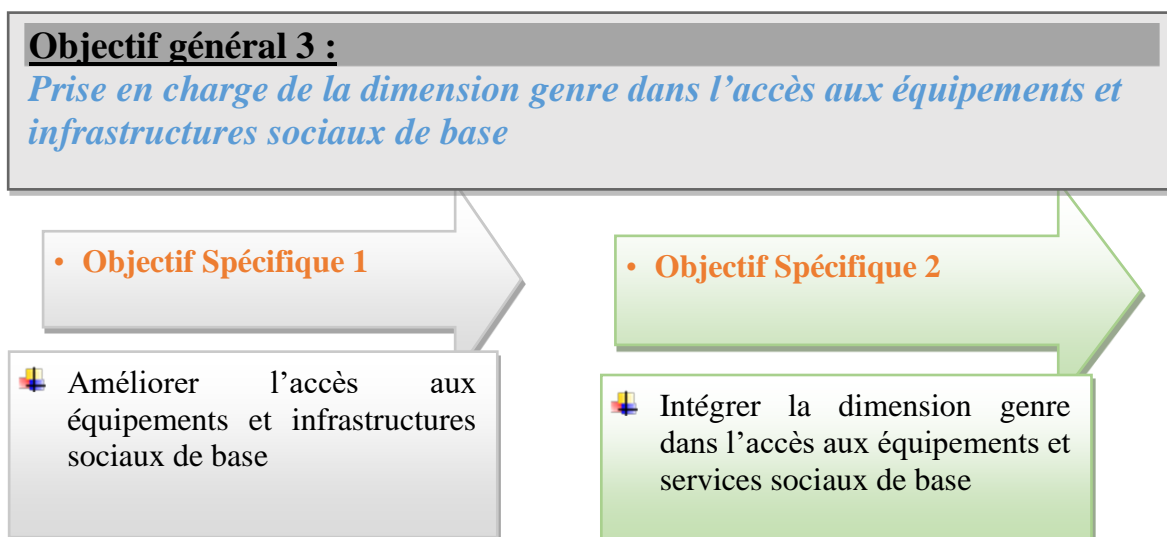 Objectif général 3 :
Prise en charge de la dimension genre dans l’accès aux équipements et
infrastructures sociaux de base
• Objectif Spécifique 1
Améliorer l’accès aux
équipements et infrastructures
sociaux de base
• Objectif Spécifique 2
Intégrer la dimension genre
dans l’accès aux équipements et
services sociaux de base